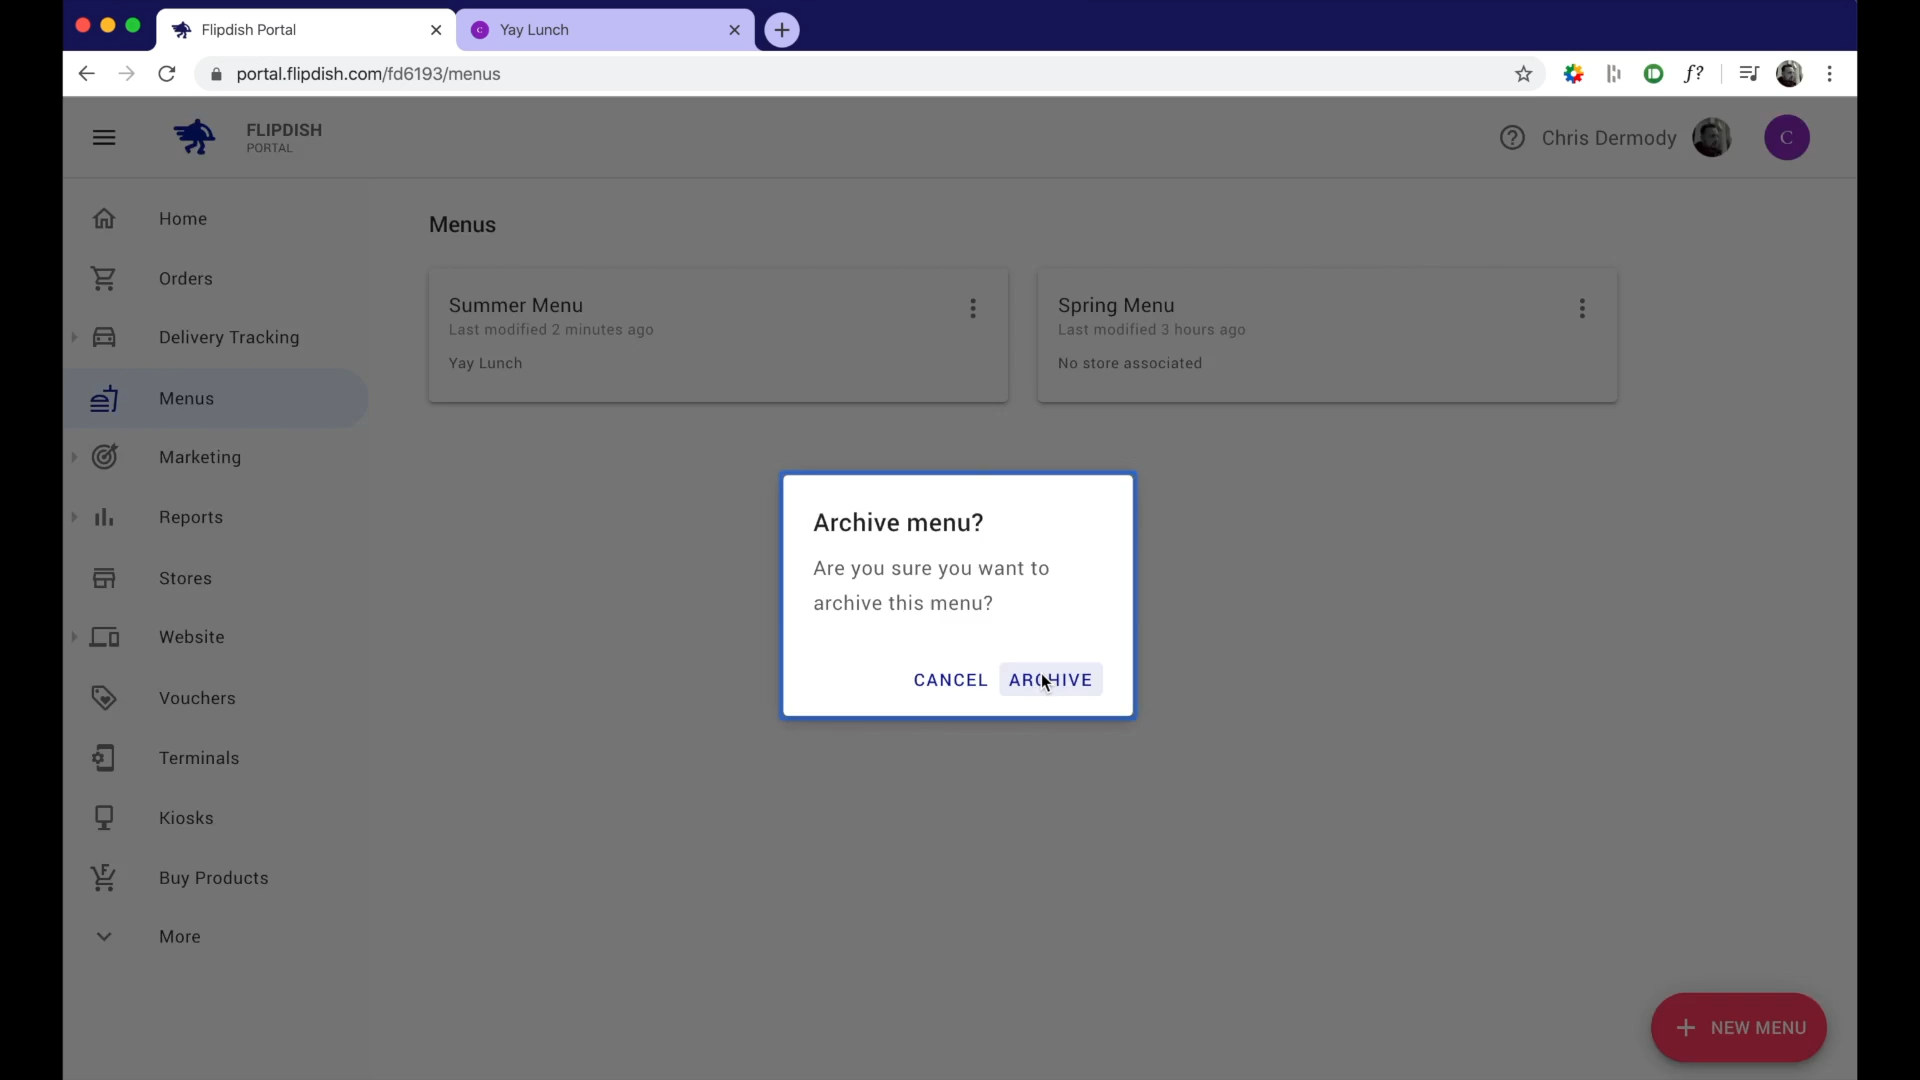 Flipdish Portal
Yay Lunch
portal.flipdish.com/fd6193/menus
f?
FLIPDISH
PORTAL
Chris Dermody
C
Home
Orders
Delivery Tracking
Menus
Marketing
Reports
Stores
Website
Vouchers
Terminals
Kiosks
Buy Products
More
Menus
Summer Menu
Last modified 2 minutes ago
Yay Lunch
Spring Menu
Last modified 3 hours ago
No store associated
Archive menu?
Are you sure you want to
archive this menu?
CANCEL ARCHIVE
NEW MENU